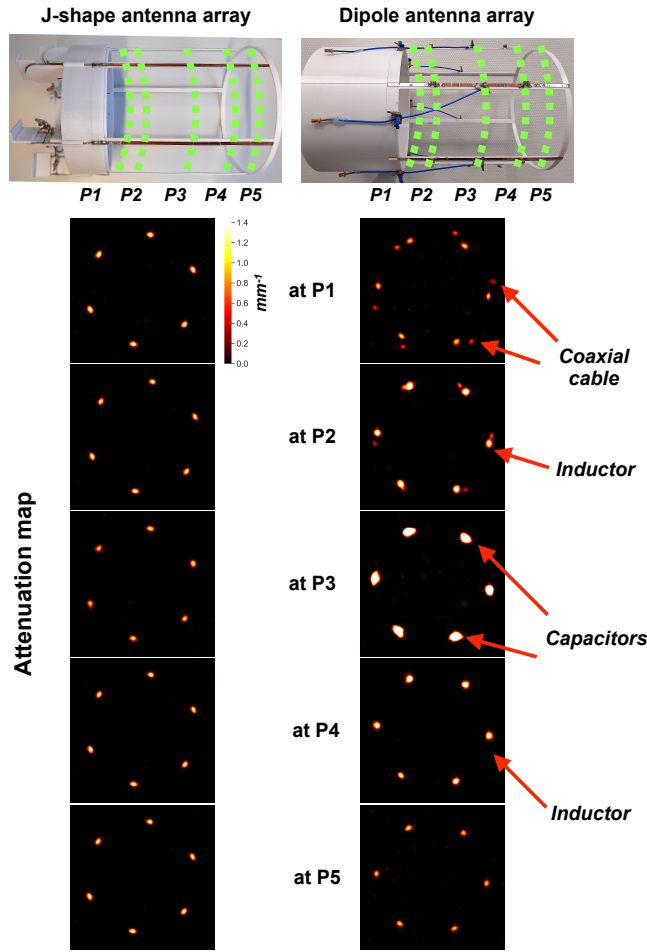 J-shape antenna array
Dipole antenna array
P1 P2 P3 P4 P5
P1 P2 P3 P4 P5
1.4
1.2
1.0
0.8
0.6
0.4
0.2
0.0
mm-1
at P1
Coaxial
cable
at P2
Inductor
Attenuation map
at P3
Capacitors
at P4
Inductor
at P5